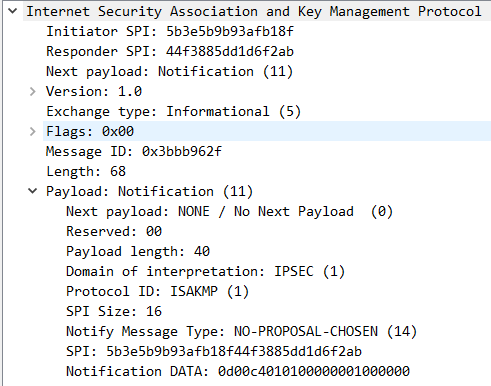 Internet Security Association and Key Management Protocol
Initiator SPI: 5b3e5b9b93afb18f
Responder SPI: 44f3885dd1d6f2ab
Next payload: Notification (11)
Version: 1.0
Exchange type: Informational (5)
Flags: 0x00
Message ID: 0x3bbb962f
Length: 68
Payload: Notification (11)
Next payload: NONE / No Next Payload  (0)
Reserved: 00
Payload length: 40
Domain of interpretation: IPSEC (1)
Protocol ID: ISAKMP (1)
SPI Size: 16
Notify Message Type: NO-PROPOSAL-CHOSEN (14)
SPI: 5b3e5b9b93afb18f44f3885dd1d6f2ab
Notification DATA: 0d00c4010100000001000000